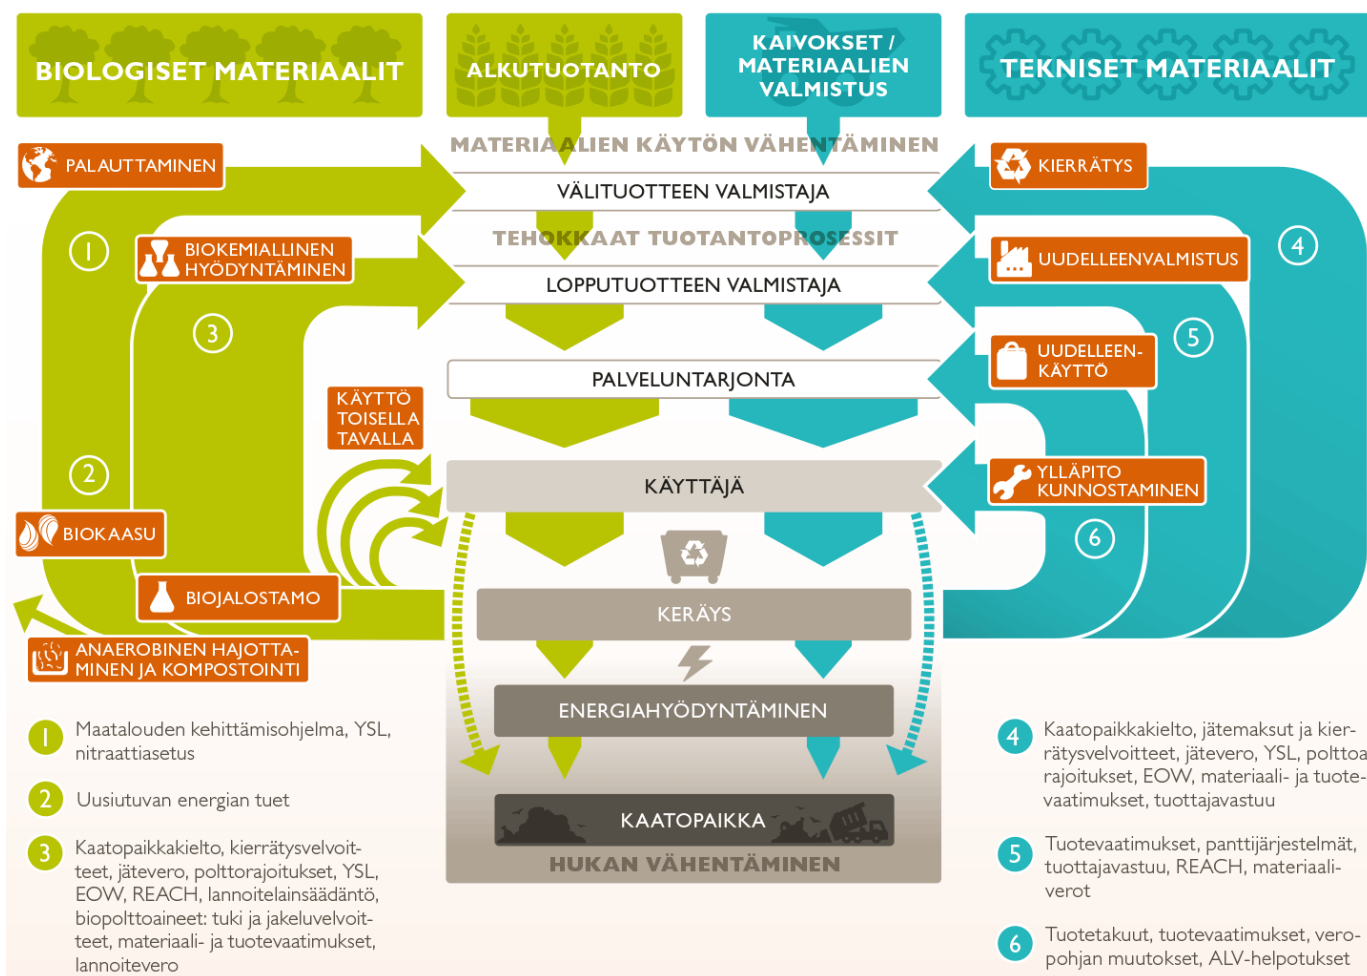 BIOLOGISET MATERIAALIT
ALKUTUOTANTO
KAIVOKSET /
MATERIAALIEN
VALMISTUS
TEKNISET MATERIAALIT
MATERIAALIEN KÄYTÖN VÄHENTÄMINEN
PALAUTTAMINEN
KIERRÄTYS
VÄLITUOTTEEN VALMISTAJA
TEHOKKAAT TUOTANTOPROSESSIT
1
BIOKEMIALLINEN
HYÖDYNTÄMINEN
UUDELLEENVALMISTUS
4
LOPPUTUOTTEEN VALMISTAJA
3
5
UUDELLEEN-
KÄYTTÖ
PALVELUNTARJONTA
KÄYTTÖ
TOISELLA
TAVALLA
2
KÄYTTÄJÄ
YLLÄPITO
KUNNOSTAMINEN
BIOKAASU
6
BIOJALOSTAMO
KERÄYS
ANAEROBINEN HAJOTTA-
MINEN JA KOMPOSTOINTI
ENERGIAHYÖDYNTÄMINEN
KAATOPAIKKA
HUKAN VÄHENTÄMINEN
1 Maatalouden kehittämisohjelma, YSL,
nitraattiasetus
2 Uusiutuvan energian tuet
3 Kaatopaikkakielto, kierrätysvelvoit-
teet, jätevero, polttorajoitukset, YSL,
EOW, REACH, lannoitelainsäädäntö,
biopolttoaineet: tuki ja jakeluvelvoit-
teet, materiaali- ja tuotevaatimukset,
lannoitevero
4 Kaatopaikkakielto, jätemaksut ja kier-
rätysvelvoitteet, jätevero, YSL, polttoa
rajoitukset, EOW, materiaali- ja tuote-
vaatimukset, tuottajavastuu
5 Tuotevaatimukset, panttijärjestelmät,
tuottajavastuu, REACH, materiaali-
verot
6 Tuotetakuut, tuotevaatimukset, vero-
pohjan muutokset, ALV-helpotukset